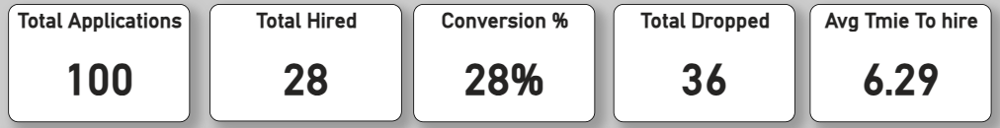 Total Applications
100
Total Hired
28
Conversion %
28%
Total Dropped
36
Avg Tmie To hire
6.29